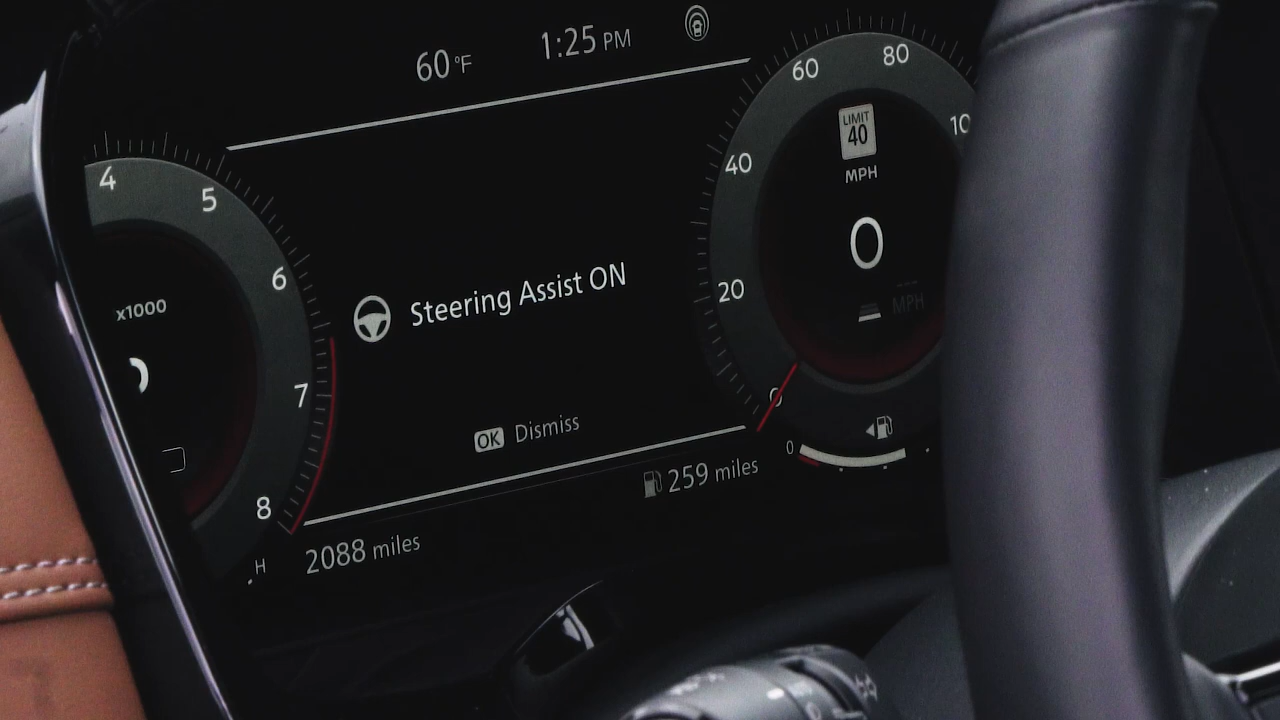 60 °F
1:25 PM
4
5
6
7
8
x1000
H
Steering Assist ON
OK Dismiss
2088 miles
259 miles
0
20
40
60
80
LIMIT
40
MPH
0
MPH
0